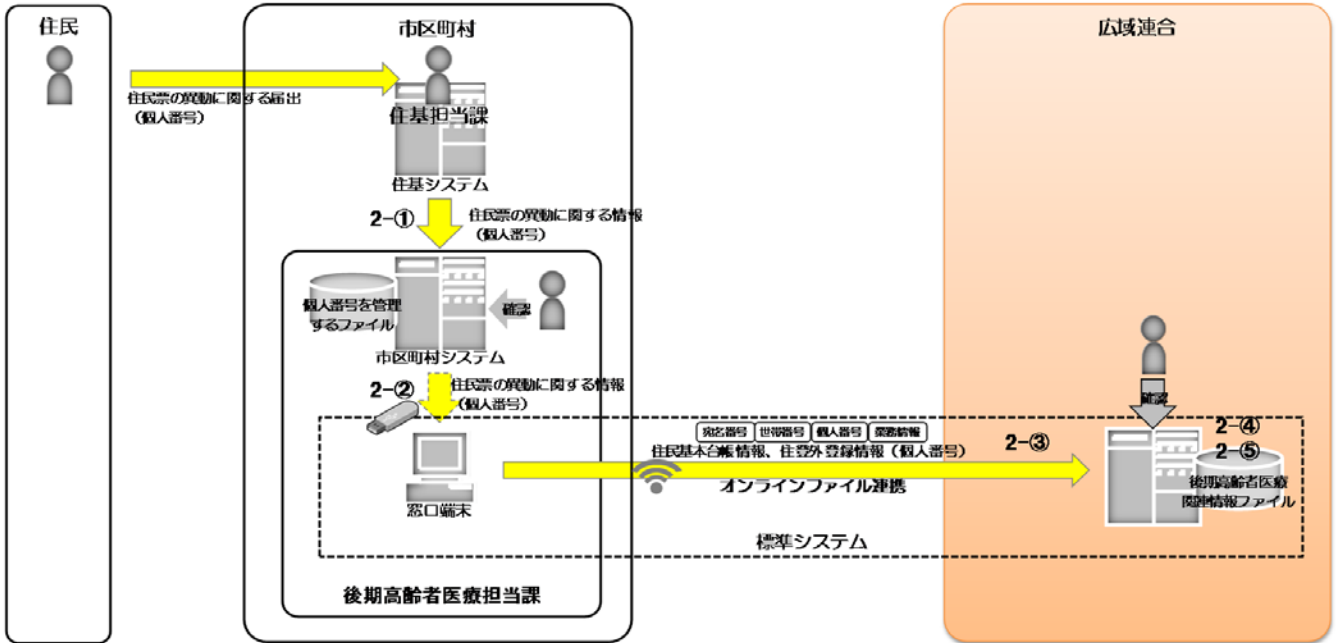 住民
市区町村
広域連合
住民票の異動に関する届出
（個人番号）
住基担当課
住基システム
2-①
住民票の異動に関する情報
（個人番号）
個人番号を管理
するファイル
確認
市区町村システム
2-②
住民票の異動に関する情報
（個人番号）
確認
宛名番号 世帯番号 個人番号 業務情報
住民基本台帳情報、住登外登録情報（個人番号）
2-③
2-④
2-⑤
オンラインファイル連携
後期高齢者医療
関連情報ファイル
窓口端末
標準システム
後期高齢者医療担当課